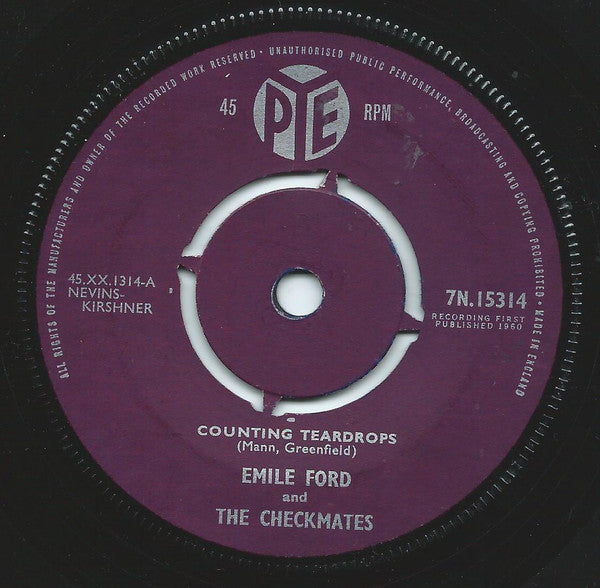 ALL RIGHTS OF THE MANUFACTURERS AND OWNER OF THE RECORDED WORK RESERVED · UNAUTHORISED PUBLIC PERFORMANCE, BROADCASTING AND COPYING PROHIBITED · MADE IN ENGLAND
45 PYE RPM
45.XX.1314-A
NEVINS-
KIRSHNER
7N.15314
RECORDING FIRST
PUBLISHED 1960
COUNTING TEARDROPS
(Mann, Greenfield)
EMILE FORD
and
THE CHECKMATES